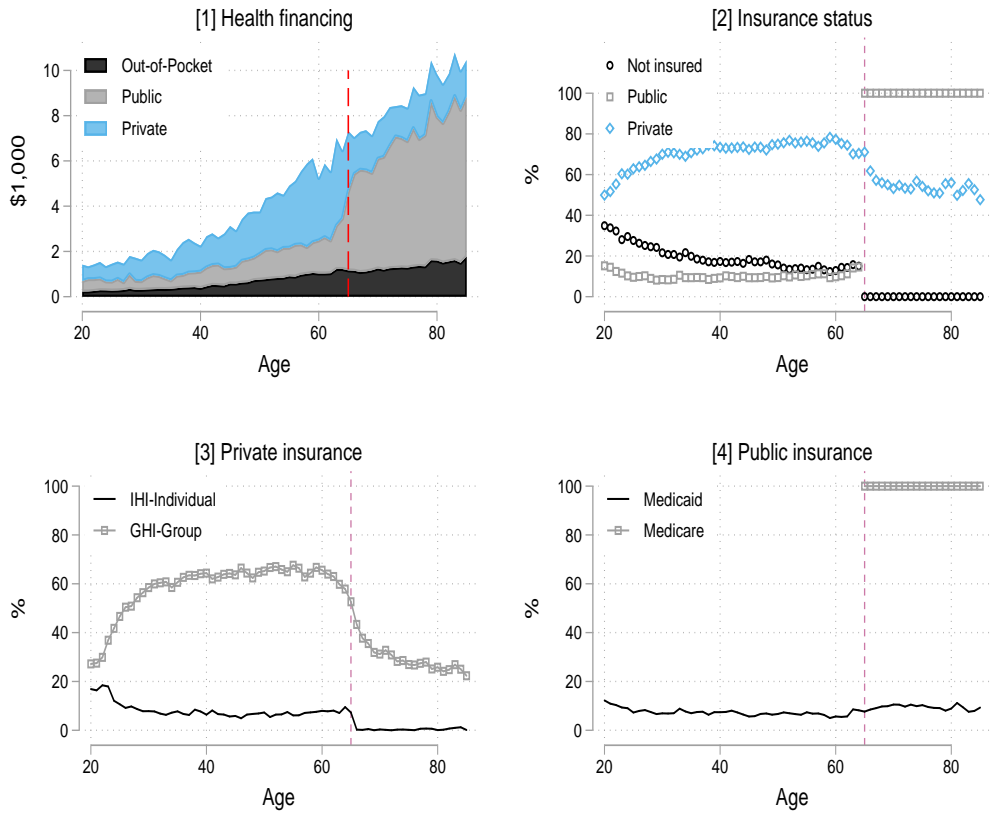 [1] Health financing
Out-of-Pocket
Public
Private
$1,000
10
8
6
4
2
0
20 40 60 80
Age
[2] Insurance status
Not insured
Public
Private
%
100
80
60
40
20
0
20 40 60 80
Age
[3] Private insurance
IHI-Individual
GHI-Group
%
100
80
60
40
20
0
20 40 60 80
Age
[4] Public insurance
Medicaid
Medicare
%
100
80
60
40
20
0
20 40 60 80
Age